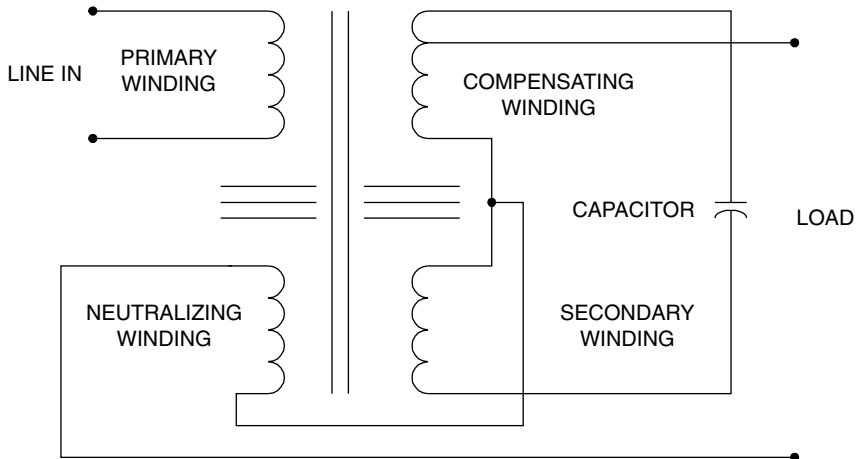 LINE IN
PRIMARY
WINDING
COMPENSATING
WINDING
CAPACITOR
LOAD
NEUTRALIZING
WINDING
SECONDARY
WINDING